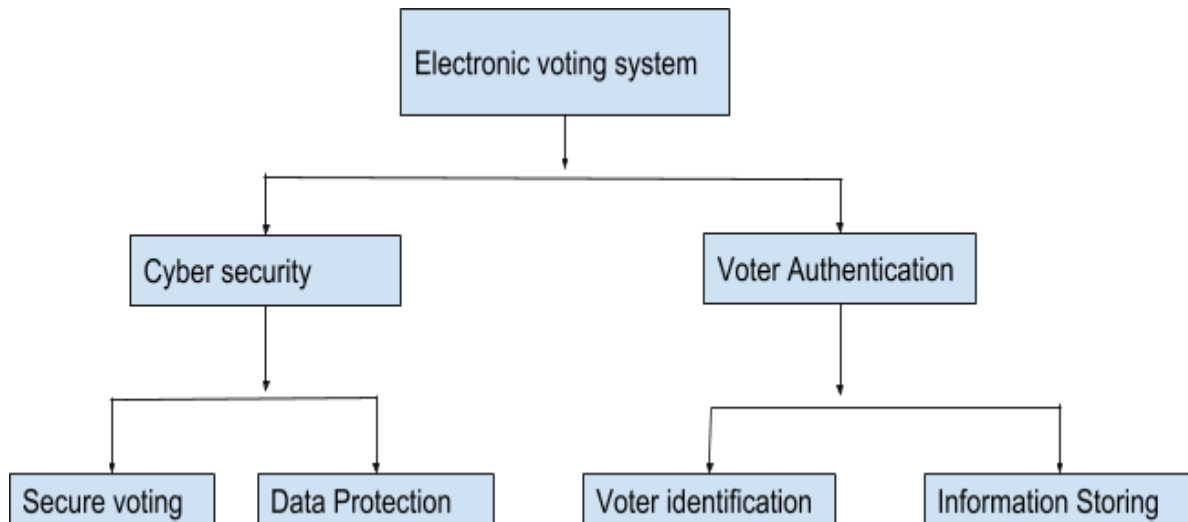 Electronic voting system
Cyber security
Voter Authentication
Secure voting
Data Protection
Voter identification
Information Storing